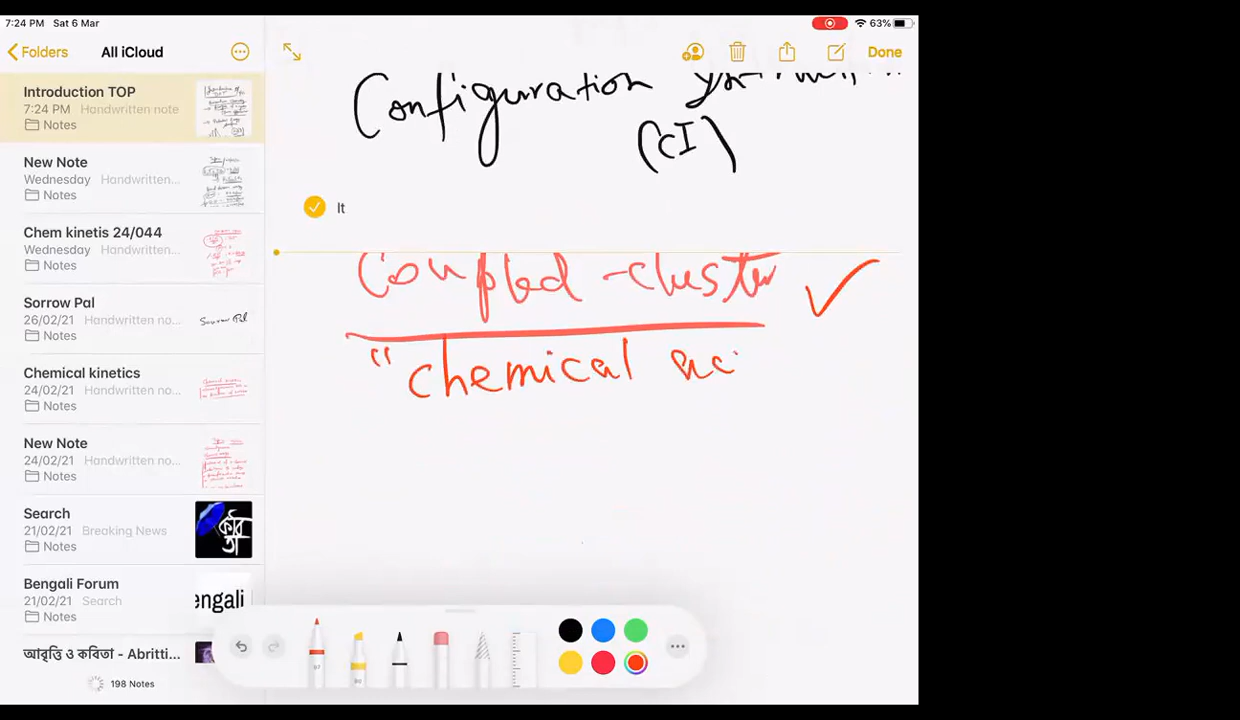 7:24 PM Sat 6 Mar
63%
Folders
All iCloud
Done
Introduction TOP
7:24 PM Handwritten note
Notes
New Note
Wednesday Handwritten...
Notes
Chem kinetis 24/044
Wednesday Handwritten...
Notes
Sorrow Pal
26/02/21 Handwritten no...
Notes
Chemical kinetics
24/02/21 Handwritten no...
Notes
New Note
24/02/21 Handwritten no...
Notes
Search
21/02/21 Breaking News
Notes
Bengali Forum
21/02/21 Search
Notes
engali
আবৃত্তি ও কবিতা - Abritti...
198 Notes
Configuration
(CI)
It
Coupled-cluster
"chemical ac